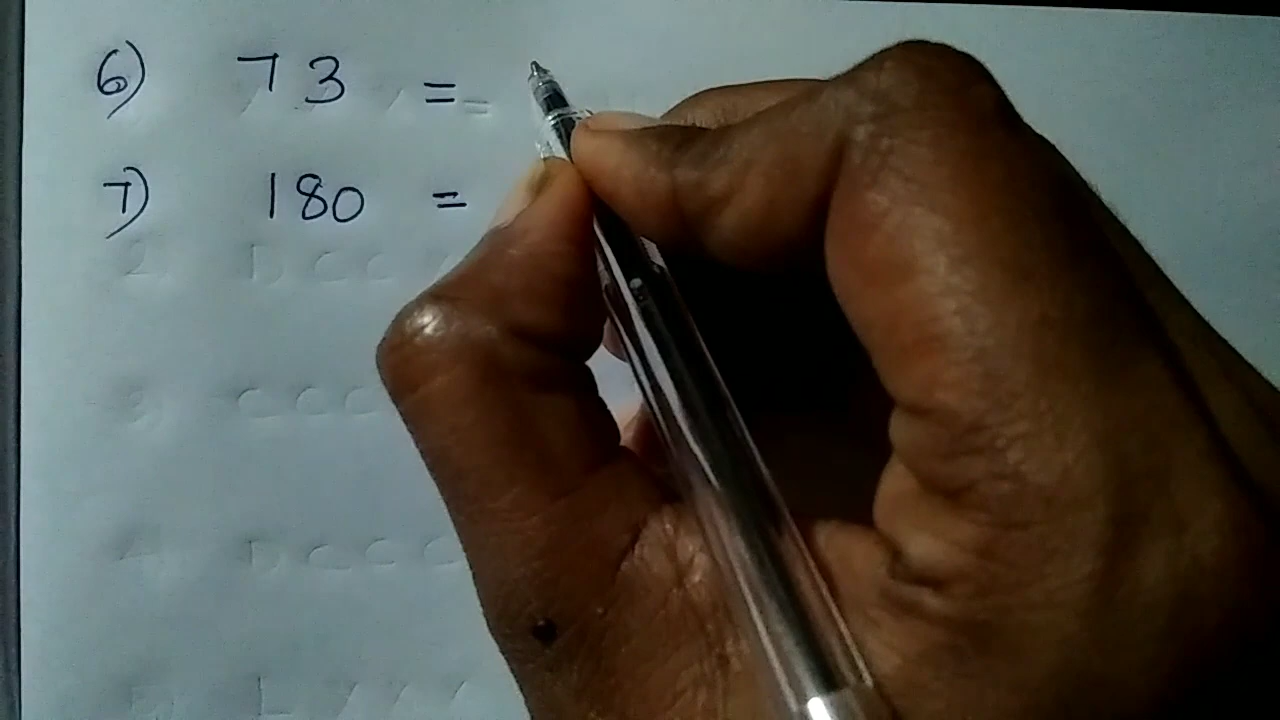 6) 73 =
7) 180 =